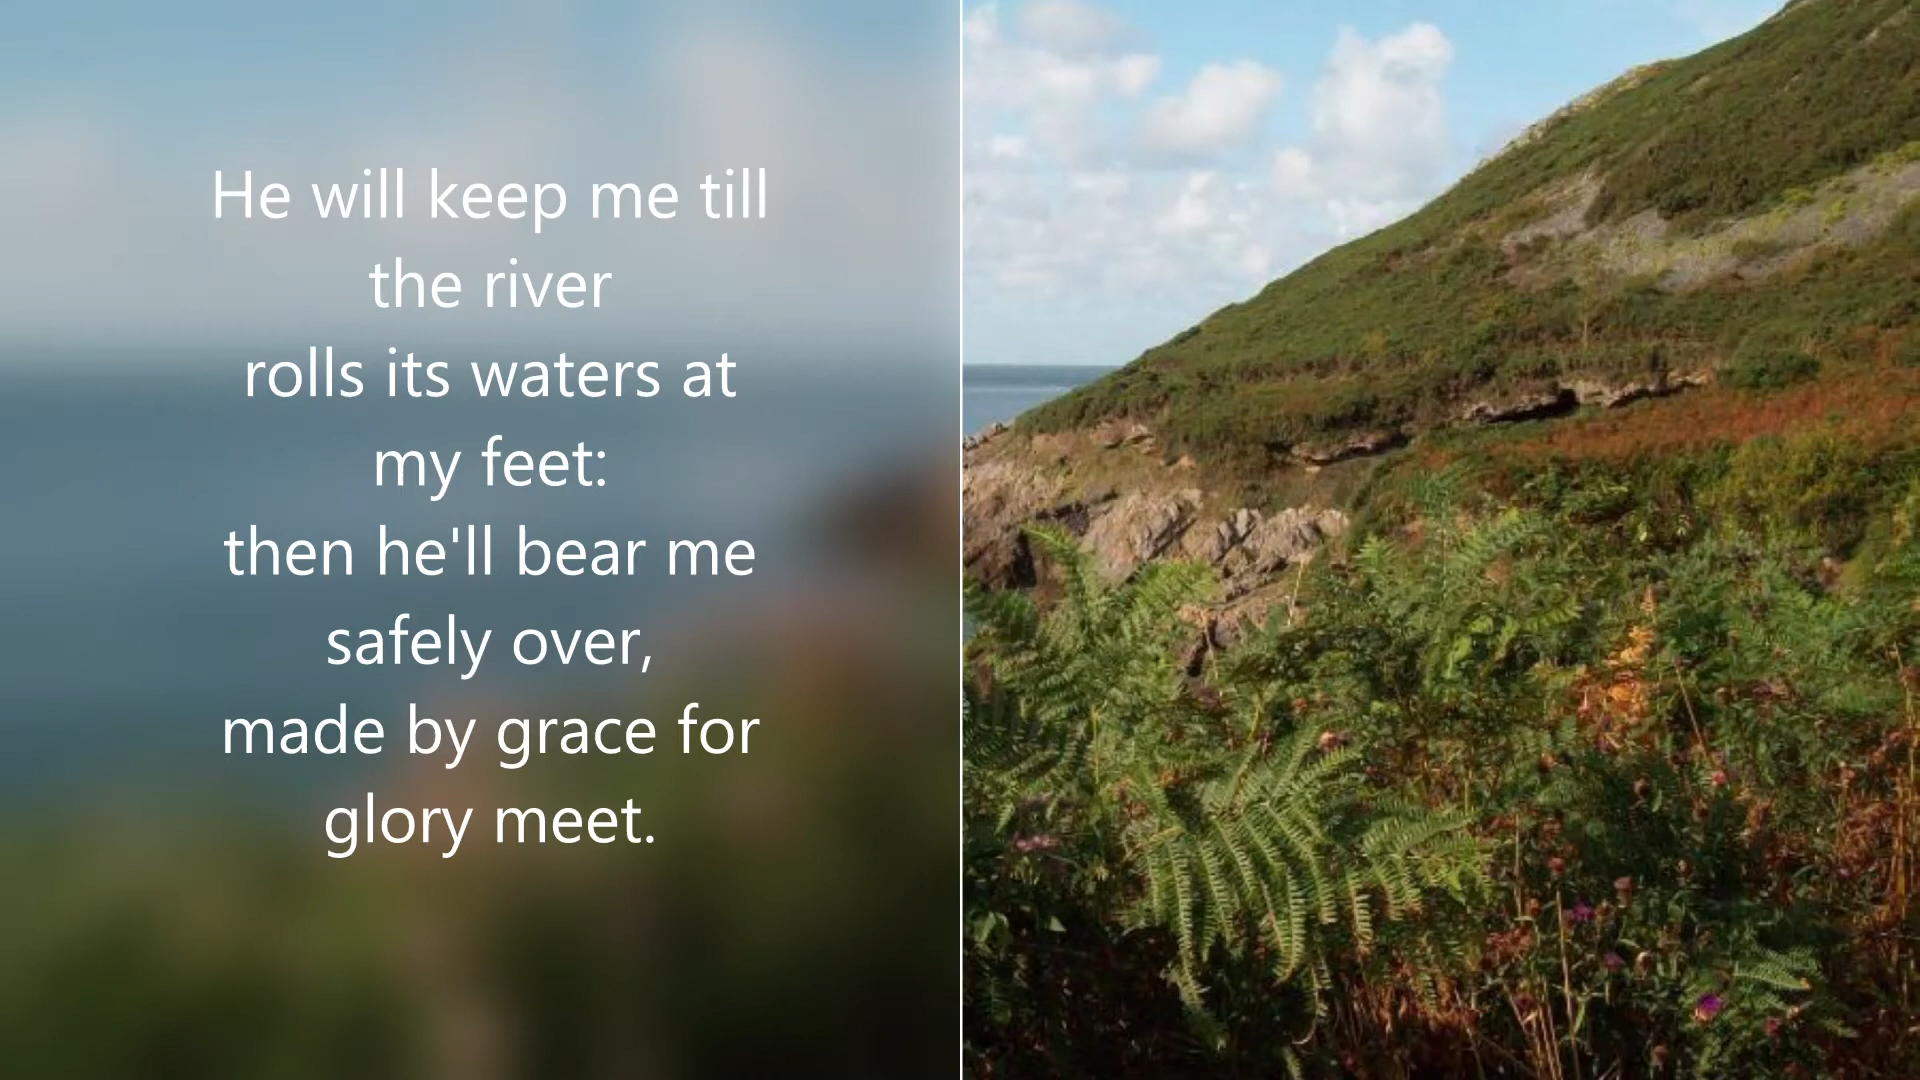 He will keep me till
the river
rolls its waters at
my feet:
then he'll bear me
safely over,
made by grace for
glory meet.